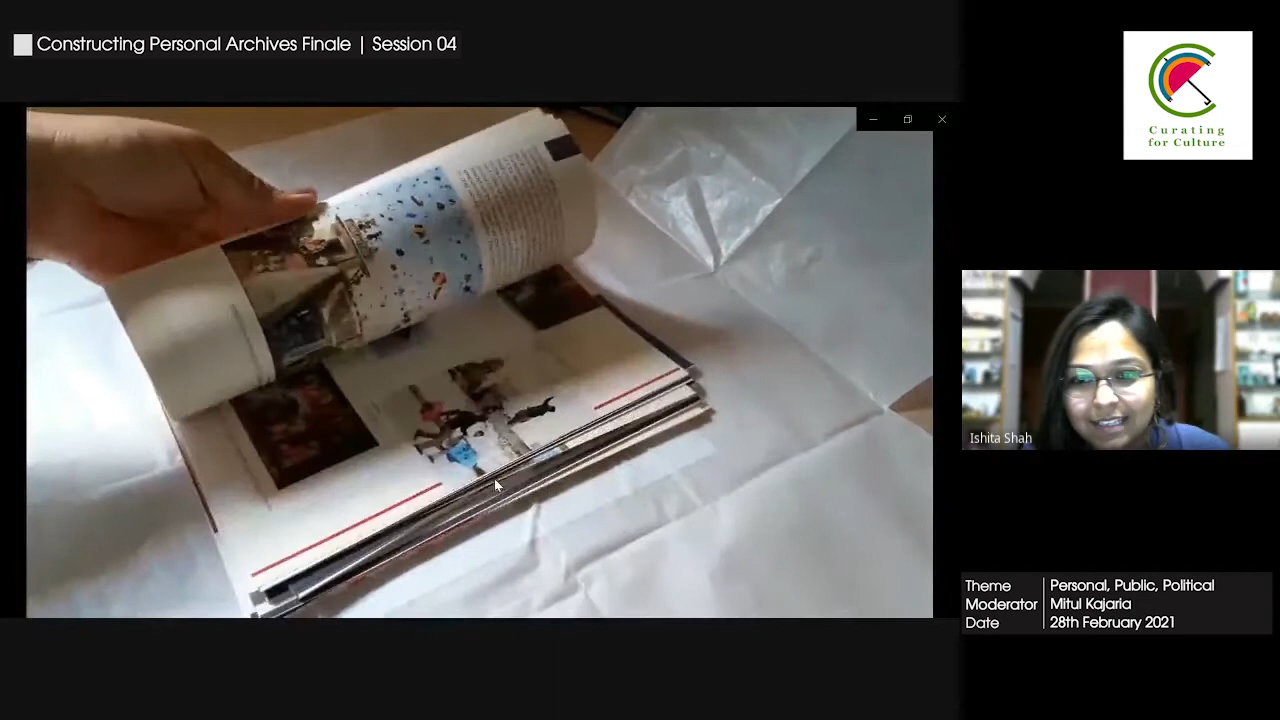 Constructing Personal Archives Finale | Session 04
Curating
for Culture
Ishita Shah
Theme Personal, Public, Political
Moderator Mitul Kajaria
Date 28th February 2021